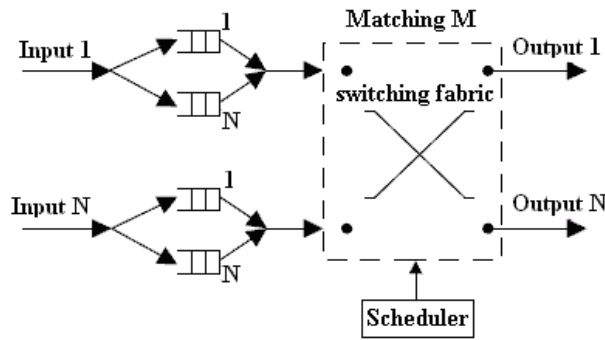 Matching M
Input 1
1
N
Output 1
switching fabric
Input N
1
N
Output N
Scheduler